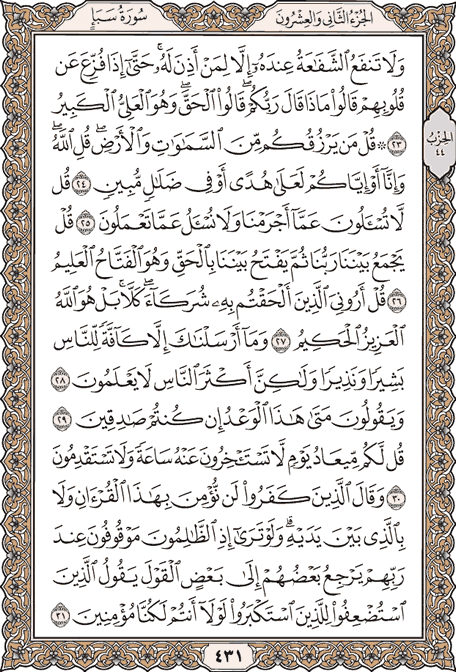 الجزء الثاني والعشرون
سورة سبإ
وَلَا تَنفَعُ ٱلشَّفَٰعَةُ عِندَهُۥٓ إِلَّا لِمَنْ أَذِنَ لَهُۥۚ حَتَّىٰٓ إِذَا فُزِّعَ عَن
قُلُوبِهِمْ قَالُوا۟ مَاذَا قَالَ رَبُّكُمْۖ قَالُوا۟ ٱلْحَقَّۖ وَهُوَ ٱلْعَلِىُّ ٱلْكَبِيرُ
٢٣ ۞ قُلْ مَن يَرْزُقُكُم مِّنَ ٱلسَّمَٰوَٰتِ وَٱلْأَرْضِۖ قُلِ ٱللَّهُۖ
وَإِنَّآ أَوْ إِيَّاكُمْ لَعَلَىٰ هُدًى أَوْ فِى ضَلَٰلٍ مُّبِينٍ ٢٤ قُل
لَّا تُسْـَٔلُونَ عَمَّآ أَجْرَمْنَا وَلَا نُسْـَٔلُ عَمَّا تَعْمَلُونَ ٢٥ قُلْ
يَجْمَعُ بَيْنَنَا رَبُّنَا ثُمَّ يَفْتَحُ بَيْنَنَا بِٱلْحَقِّ وَهُوَ ٱلْفَتَّاحُ ٱلْعَلِيمُ
٢٦ قُلْ أَرُونِىَ ٱلَّذِينَ أَلْحَقْتُم بِهِۦ شُرَكَآءَۖ كَلَّاۚ بَلْ هُوَ ٱللَّهُ
ٱلْعَزِيزُ ٱلْحَكِيمُ ٢٧ وَمَآ أَرْسَلْنَٰكَ إِلَّا كَآفَّةً لِّلنَّاسِ
بَشِيرًا وَنَذِيرًا وَلَٰكِنَّ أَكْثَرَ ٱلنَّاسِ لَا يَعْلَمُونَ ٢٨
وَيَقُولُونَ مَتَىٰ هَٰذَا ٱلْوَعْدُ إِن كُنتُمْ صَٰدِقِينَ ٢٩
قُل لَّكُم مِّيعَادُ يَوْمٍ لَّا تَسْتَـْٔخِرُونَ عَنْهُ سَاعَةً وَلَا تَسْتَقْدِمُونَ
٣٠ وَقَالَ ٱلَّذِينَ كَفَرُوا۟ لَن نُّؤْمِنَ بِهَٰذَا ٱلْقُرْءَانِ وَلَا
بِٱلَّذِى بَيْنَ يَدَيْهِۗ وَلَوْ تَرَىٰٓ إِذِ ٱلظَّٰلِمُونَ مَوْقُوفُونَ عِندَ
رَبِّهِمْ يَرْجِعُ بَعْضُهُمْ إِلَىٰ بَعْضٍ ٱلْقَوْلَ يَقُولُ ٱلَّذِينَ
ٱسْتُضْعِفُوا۟ لِلَّذِينَ ٱسْتَكْبَرُوا۟ لَوْلَآ أَنتُمْ لَكُنَّا مُؤْمِنِينَ ٣١
الحزب
٤٤
٤٣١